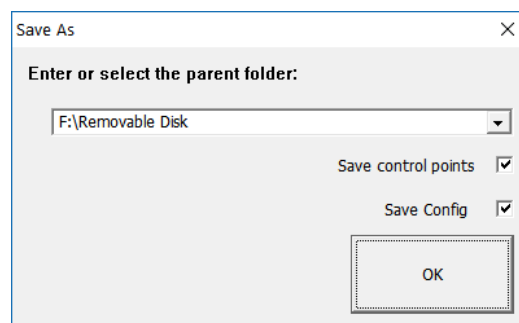 Save As
Enter or select the parent folder:
F:\Removable Disk
Save control points
Save Config
OK